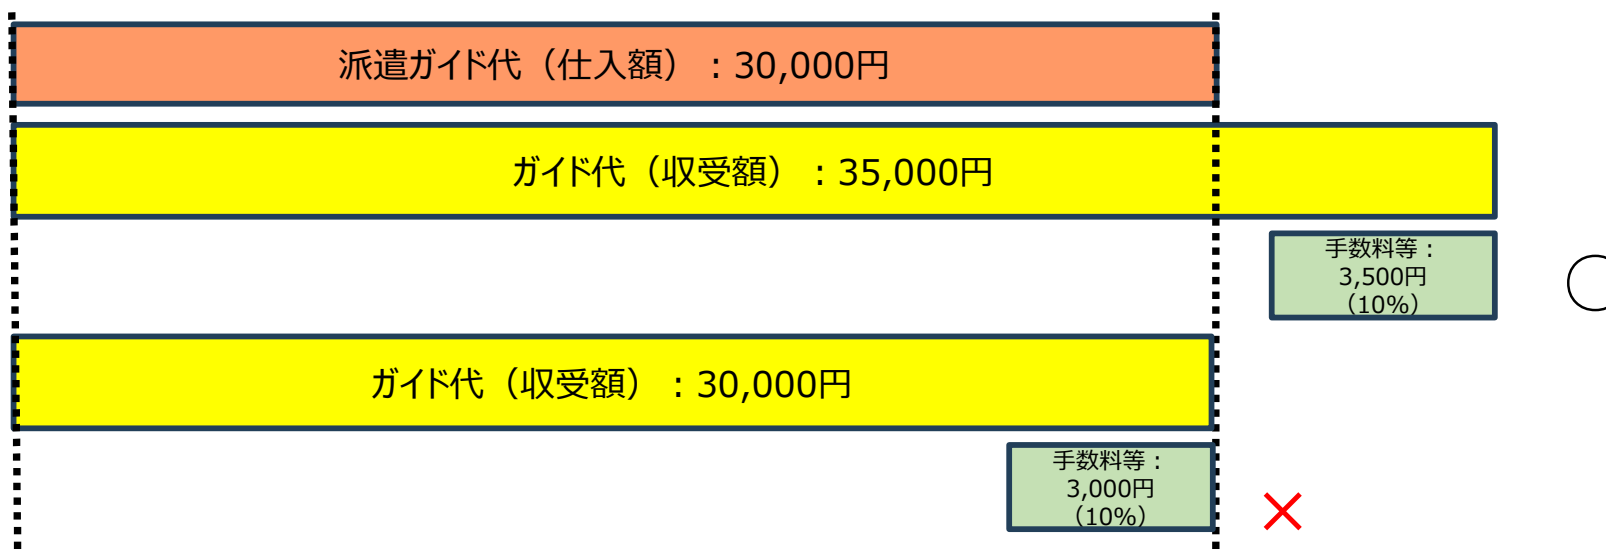 派遣ガイド代（仕入額）：30,000円
ガイド代（収受額）：35,000円
手数料等：
3,500円
（10%）
ガイド代（収受額）：30,000円
手数料等：
3,000円
（10%）